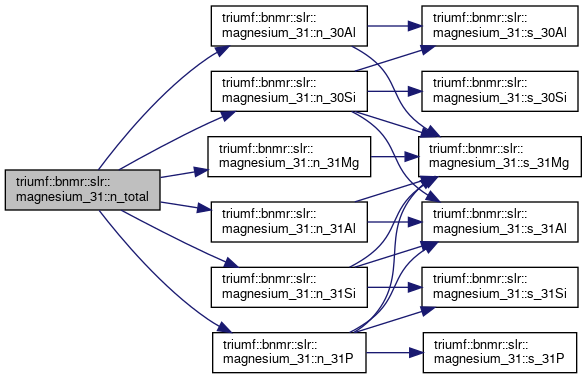 triumf::bnmr::slr::
magnesium_31::n_total
triumf::bnmr::slr::
magnesium_31::n_30Al
triumf::bnmr::slr::
magnesium_31::n_30Si
triumf::bnmr::slr::
magnesium_31::n_31Mg
triumf::bnmr::slr::
magnesium_31::n_31Al
triumf::bnmr::slr::
magnesium_31::n_31Si
triumf::bnmr::slr::
magnesium_31::n_31P
triumf::bnmr::slr::
magnesium_31::s_30Al
triumf::bnmr::slr::
magnesium_31::s_30Si
triumf::bnmr::slr::
magnesium_31::s_31Mg
triumf::bnmr::slr::
magnesium_31::s_31Al
triumf::bnmr::slr::
magnesium_31::s_31Si
triumf::bnmr::slr::
magnesium_31::s_31P